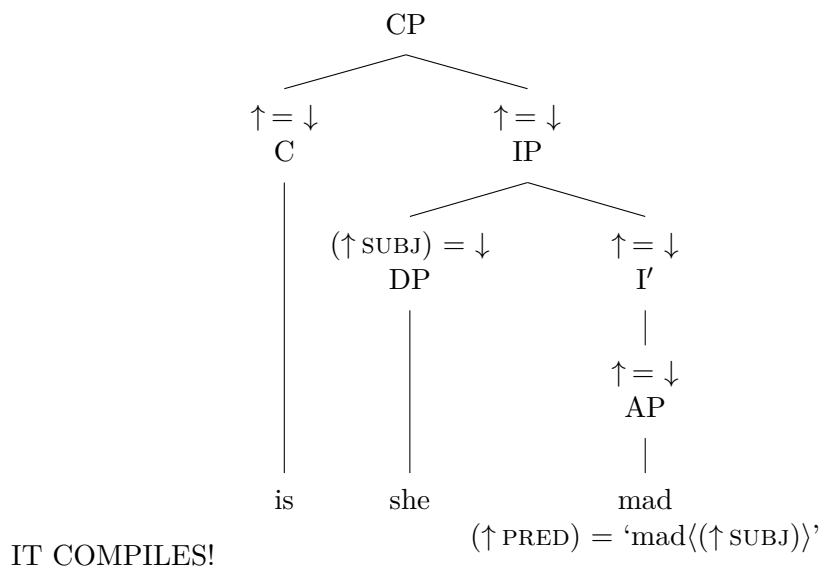 CP
↑ = ↓ ↑ = ↓
C IP
(↑ SUBJ) = ↓ ↑ = ↓
DP I′
↑ = ↓
AP
is she mad
(↑ PRED) = ‘mad⟨(↑ SUBJ)⟩’
IT COMPILES!